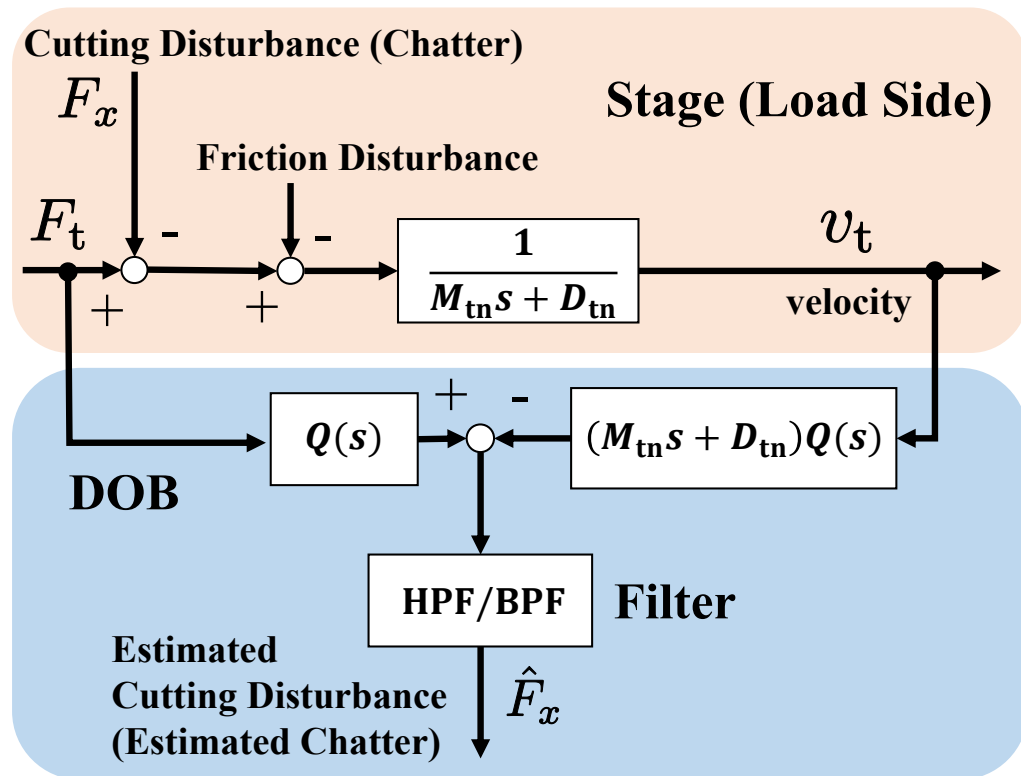 Cutting Disturbance (Chatter)
F_x
Stage (Load Side)
Friction Disturbance
F_t
-
-
+
+
1
M_tn s + D_tn
v_t
velocity
+
-
Q(s)
(M_tn s + D_tn)Q(s)
DOB
HPF/BPF
Filter
Estimated
Cutting Disturbance
(Estimated Chatter)
F̂_x